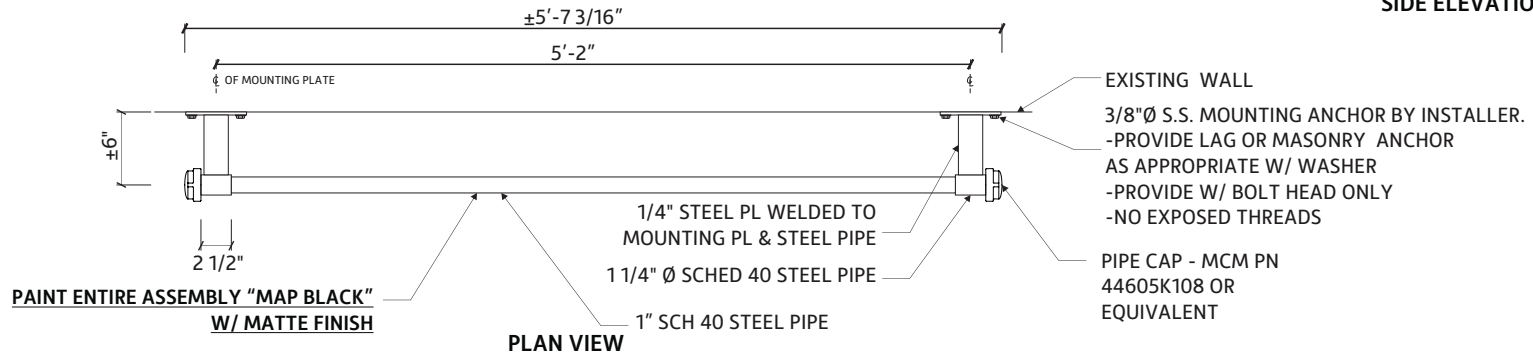 SIDE ELEVATIO
±5'-7 3/16"
5'-2"
℄ OF MOUNTING PLATE
℄
±6"
2 1/2"
EXISTING WALL
3/8"Ø S.S. MOUNTING ANCHOR BY INSTALLER.
-PROVIDE LAG OR MASONRY ANCHOR
AS APPROPRIATE W/ WASHER
-PROVIDE W/ BOLT HEAD ONLY
-NO EXPOSED THREADS
1/4" STEEL PL WELDED TO
MOUNTING PL & STEEL PIPE
1 1/4" Ø SCHED 40 STEEL PIPE
PIPE CAP - MCM PN
44605K108 OR
EQUIVALENT
PAINT ENTIRE ASSEMBLY “MAP BLACK”
W/ MATTE FINISH
1” SCH 40 STEEL PIPE
PLAN VIEW